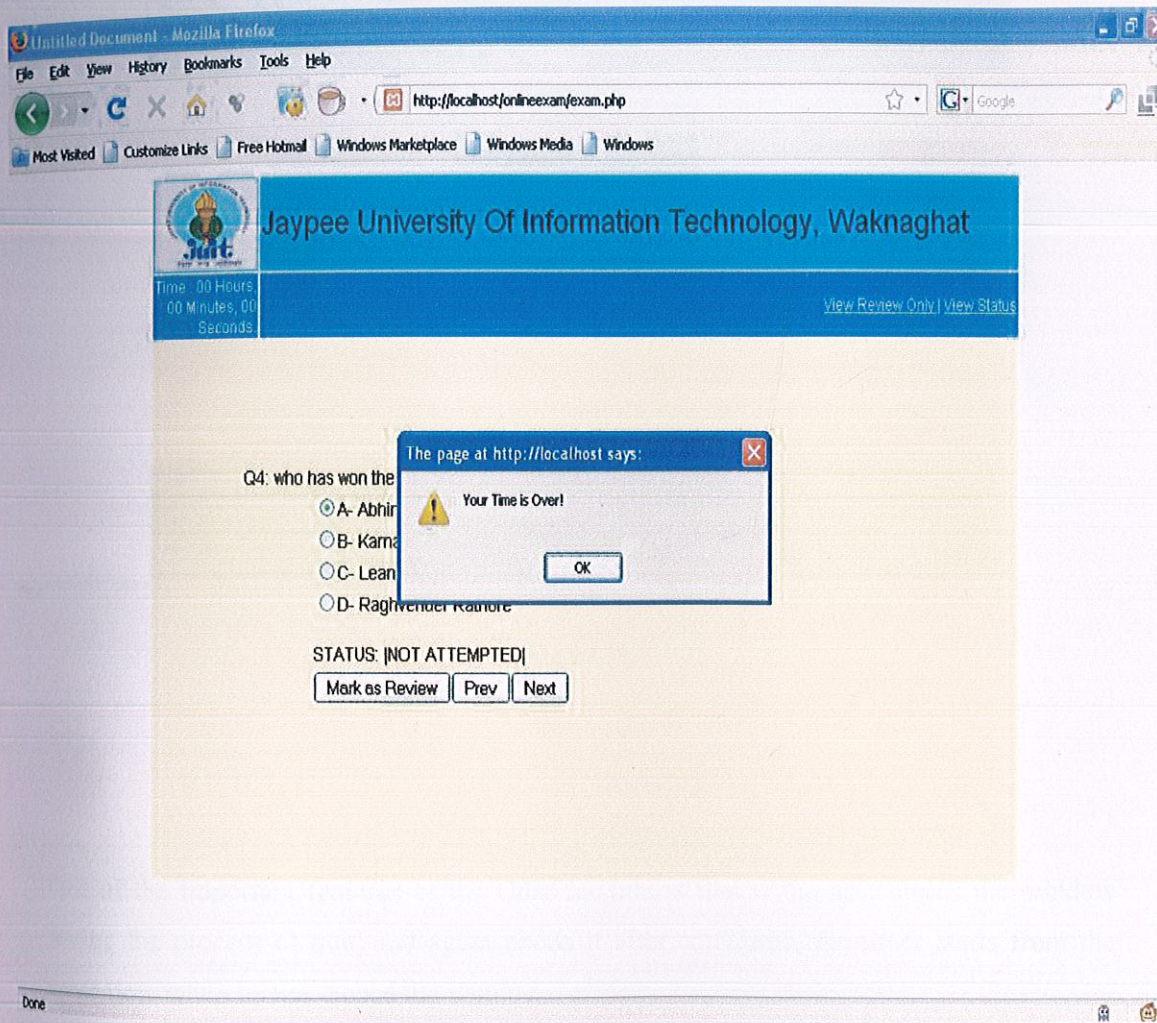 Untitled Document - Mozilla Firefox
File Edit View History Bookmarks Tools Help
http://localhost/onlineexam/exam.php
G Google
Most Visited Customize Links Free Hotmail Windows Marketplace Windows Media Windows
juit
Jaypee University Of Information Technology, Waknaghat
Time : 00 Hours,
00 Minutes, 00
Seconds.
View Review Only | View Status
The page at http://localhost says:
Your Time is Over!
OK
Q4: who has won the
A- Abhir
B- Karna
C- Lean
D- Raghvender Rathore
STATUS: |NOT ATTEMPTED|
Mark as Review Prev Next
Done